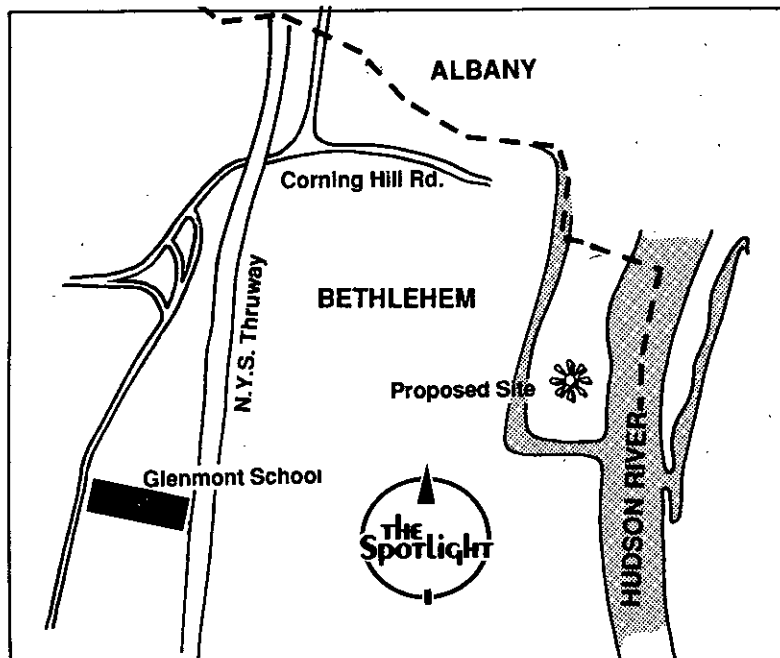 ALBANY
Corning Hill Rd.
BETHLEHEM
N.Y.S. Thruway
Proposed Site
Glenmont School
HUDSON RIVER
THE
Spotlight